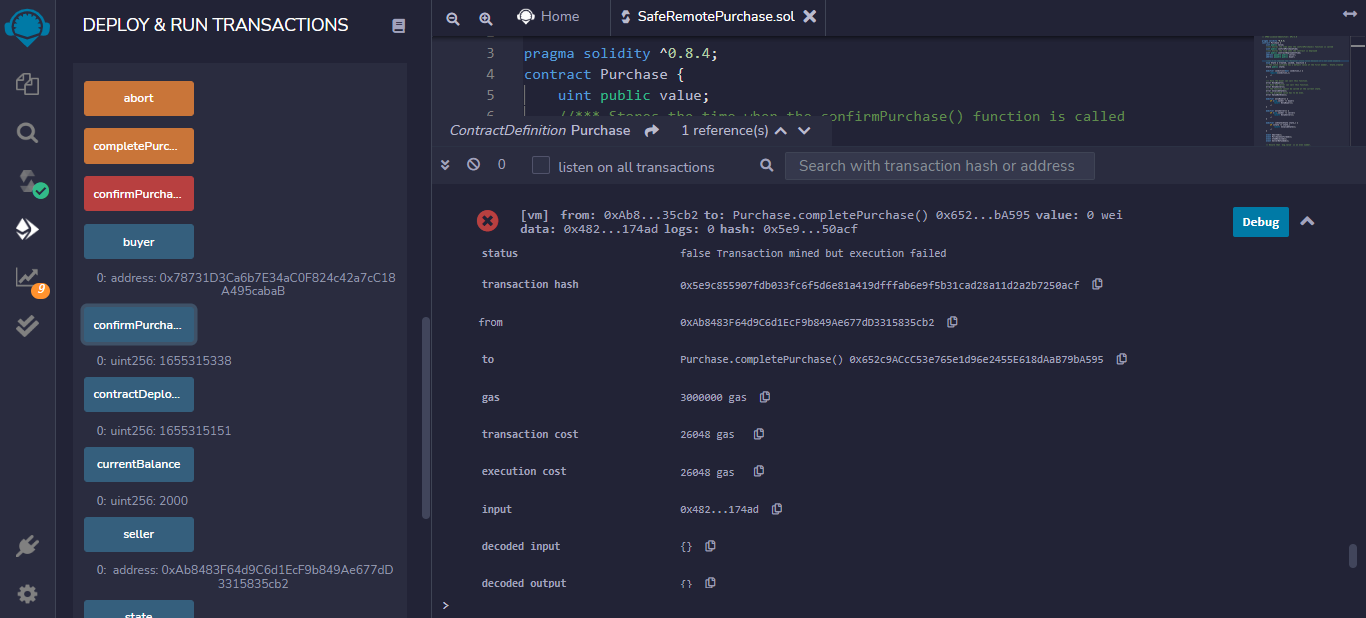 DEPLOY & RUN TRANSACTIONS
abort
completePurc...
confirmPurcha...
buyer
0: address: 0x78731D3Ca6b7E34aC0F824c42a7cC18
A495cabaB
confirmPurcha...
0: uint256: 1655315338
contractDeplo...
0: uint256: 1655315151
currentBalance
0: uint256: 2000
seller
0: address: 0xAb8483F64d9C6d1EcF9b849Ae677dD
3315835cb2
state
9
Home
SafeRemotePurchase.sol
3 pragma solidity ^0.8.4;
4 contract Purchase {
5 uint public value;
6 //*** Stores the time when the confirmPurchase() function is called
ContractDefinition Purchase 1 reference(s)
0 listen on all transactions Search with transaction hash or address
[vm] from: 0xAb8...35cb2 to: Purchase.completePurchase() 0x652...bA595 value: 0 wei
data: 0x482...174ad logs: 0 hash: 0x5e9...50acf
Debug
status false Transaction mined but execution failed
transaction hash 0x5e9c855907fdb033fc6f5d6e81a419dfffab6e9f5b31cad28a11d2a2b7250acf
from 0xAb8483F64d9C6d1EcF9b849Ae677dD3315835cb2
to Purchase.completePurchase() 0x652c9ACcC53e765e1d96e2455E618dAaB79bA595
gas 3000000 gas
transaction cost 26048 gas
execution cost 26048 gas
input 0x482...174ad
decoded input {}
decoded output {}
>